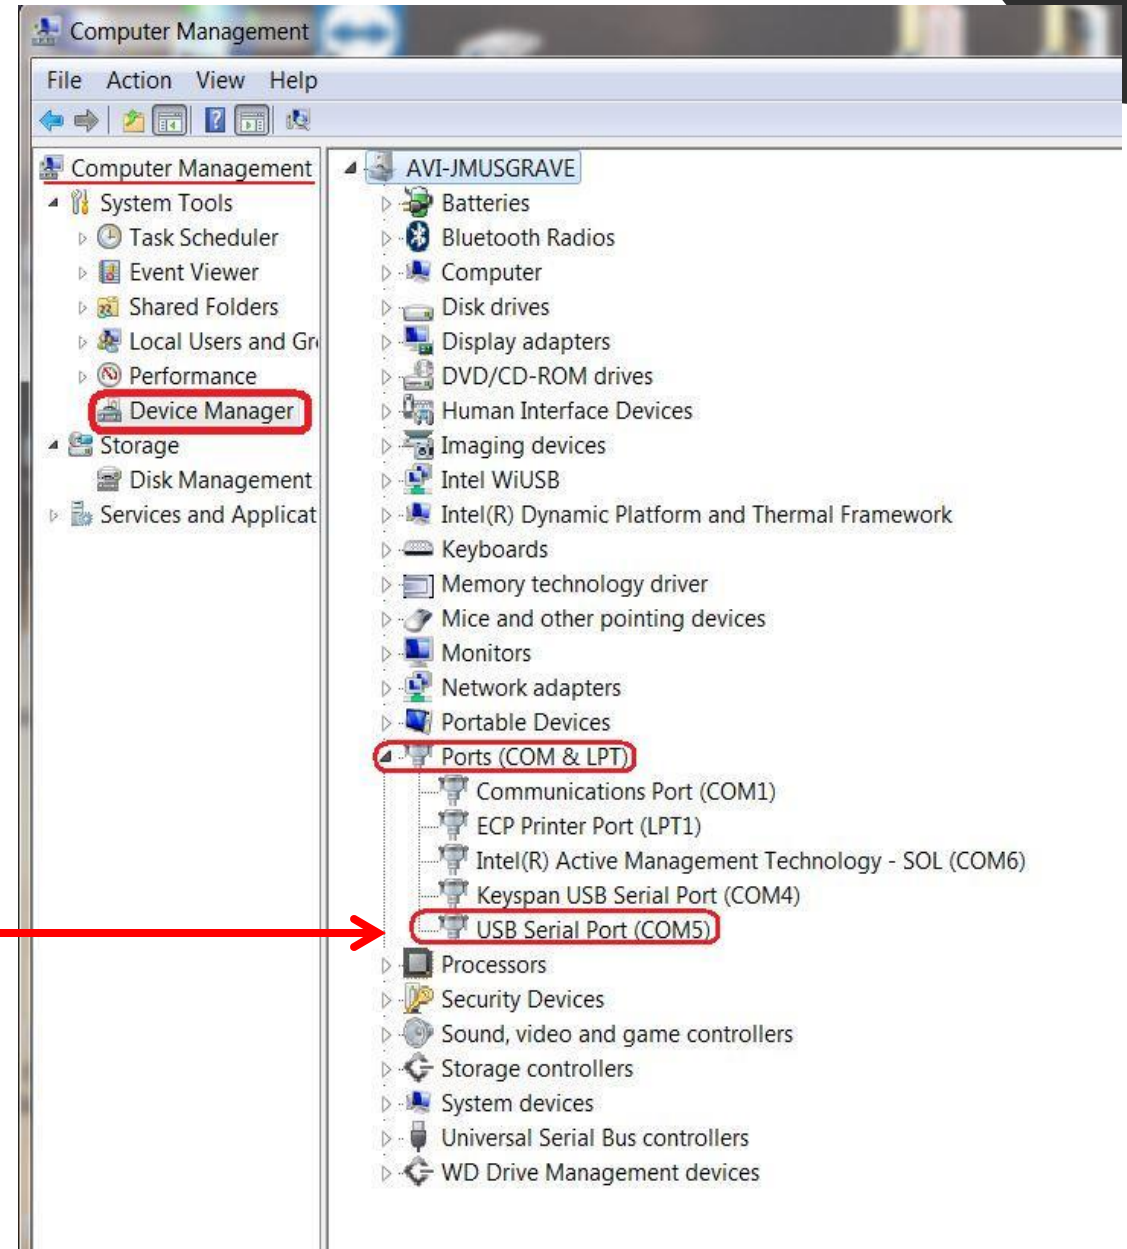 Computer Management
File Action View Help
Computer Management
System Tools
Task Scheduler
Event Viewer
Shared Folders
Local Users and Gr
Performance
Device Manager
Storage
Disk Management
Services and Applicat
AVI-JMUSGRAVE
Batteries
Bluetooth Radios
Computer
Disk drives
Display adapters
DVD/CD-ROM drives
Human Interface Devices
Imaging devices
Intel WiUSB
Intel(R) Dynamic Platform and Thermal Framework
Keyboards
Memory technology driver
Mice and other pointing devices
Monitors
Network adapters
Portable Devices
Ports (COM & LPT)
Communications Port (COM1)
ECP Printer Port (LPT1)
Intel(R) Active Management Technology - SOL (COM6)
Keyspan USB Serial Port (COM4)
USB Serial Port (COM5)
Processors
Security Devices
Sound, video and game controllers
Storage controllers
System devices
Universal Serial Bus controllers
WD Drive Management devices